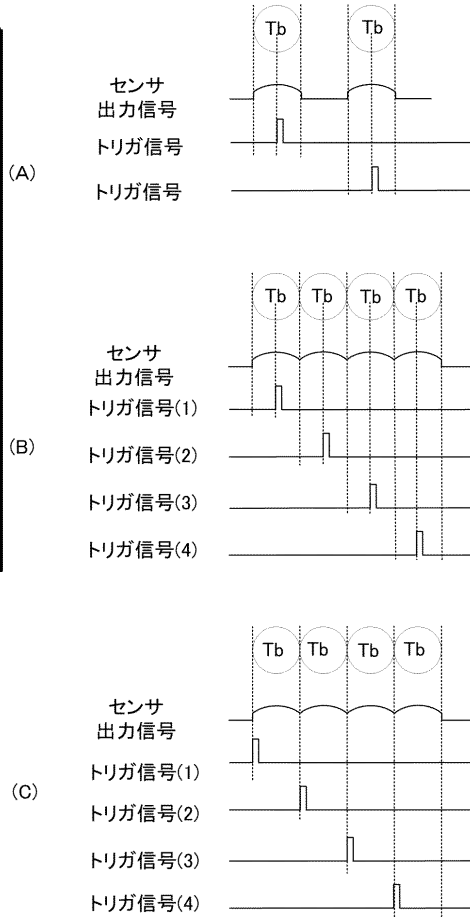 Tb Tb
センサ
出力信号
トリガ信号
(A)
トリガ信号
Tb Tb Tb Tb
センサ
出力信号
トリガ信号(1)
(B)
トリガ信号(2)
トリガ信号(3)
トリガ信号(4)
Tb Tb Tb Tb
センサ
出力信号
トリガ信号(1)
(C)
トリガ信号(2)
トリガ信号(3)
トリガ信号(4)